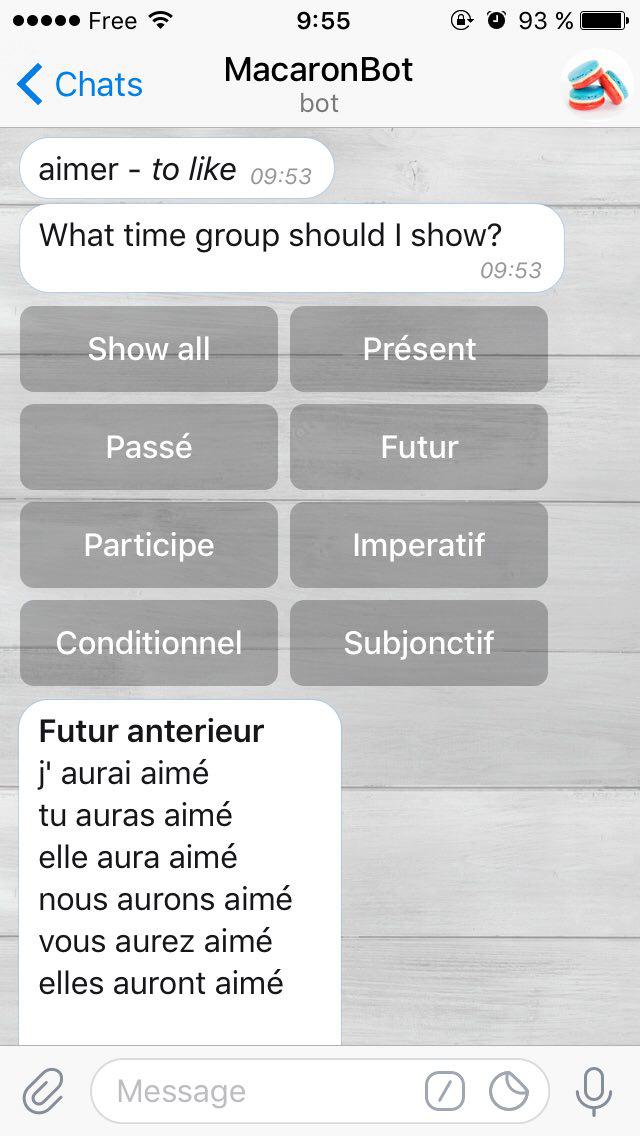 Free 9:55 93 %
Chats MacaronBot
bot
aimer - to like 09:53
What time group should I show?
09:53
Show all Présent
Passé Futur
Participe Imperatif
Conditionnel Subjonctif
Futur anterieur
j' aurai aimé
tu auras aimé
elle aura aimé
nous aurons aimé
vous aurez aimé
elles auront aimé
Message